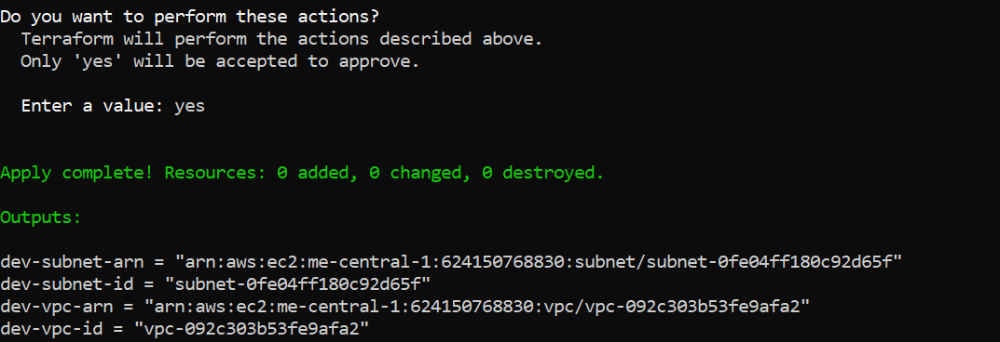 Do you want to perform these actions?
Terraform will perform the actions described above.
Only 'yes' will be accepted to approve.
Enter a value: yes
Apply complete! Resources: 0 added, 0 changed, 0 destroyed.
Outputs:
dev-subnet-arn = "arn:aws:ec2:me-central-1:624150768830:subnet/subnet-0fe04ff180c92d65f"
dev-subnet-id = "subnet-0fe04ff180c92d65f"
dev-vpc-arn = "arn:aws:ec2:me-central-1:624150768830:vpc/vpc-092c303b53fe9afa2"
dev-vpc-id = "vpc-092c303b53fe9afa2"